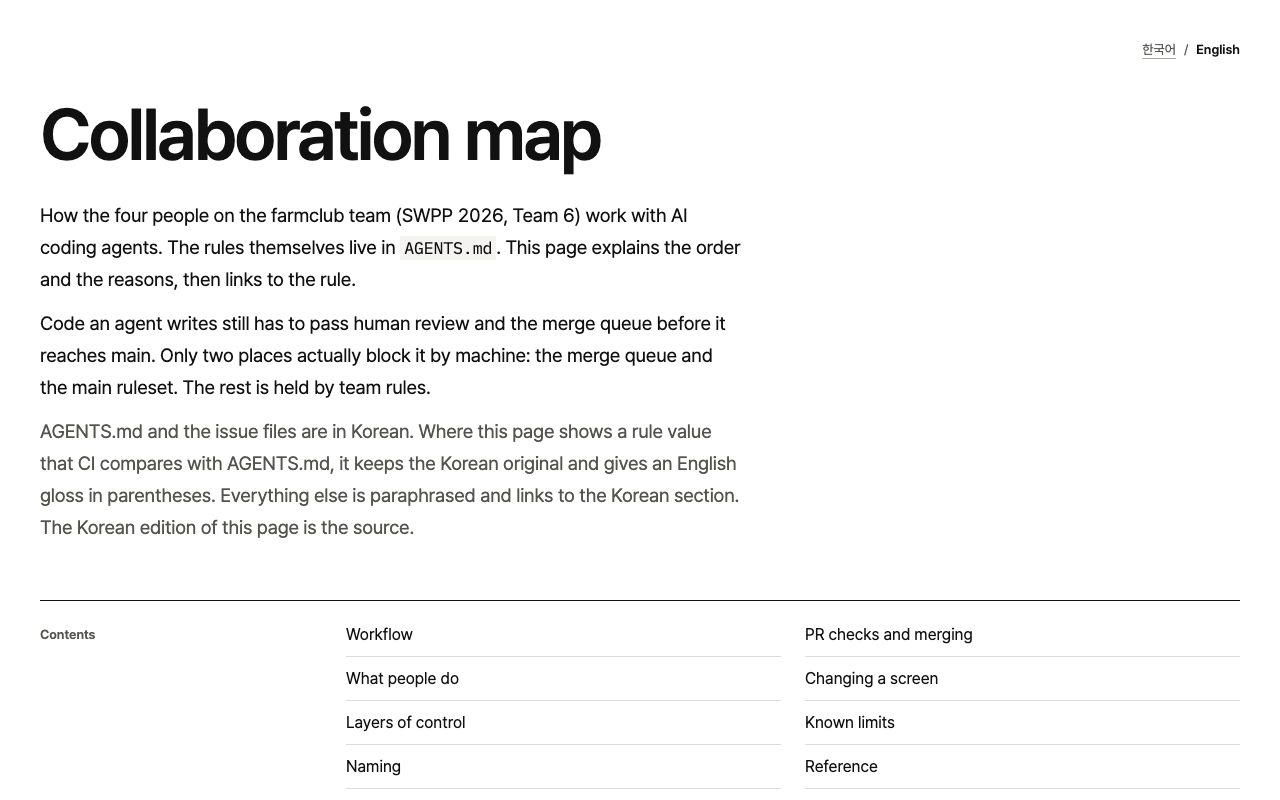 한국어 / English
Collaboration map
How the four people on the farmclub team (SWPP 2026, Team 6) work with AI
coding agents. The rules themselves live in AGENTS.md. This page explains the order
and the reasons, then links to the rule.
Code an agent writes still has to pass human review and the merge queue before it
reaches main. Only two places actually block it by machine: the merge queue and
the main ruleset. The rest is held by team rules.
AGENTS.md and the issue files are in Korean. Where this page shows a rule value
that CI compares with AGENTS.md, it keeps the Korean original and gives an English
gloss in parentheses. Everything else is paraphrased and links to the Korean section.
The Korean edition of this page is the source.
Contents
Workflow
What people do
Layers of control
Naming
PR checks and merging
Changing a screen
Known limits
Reference